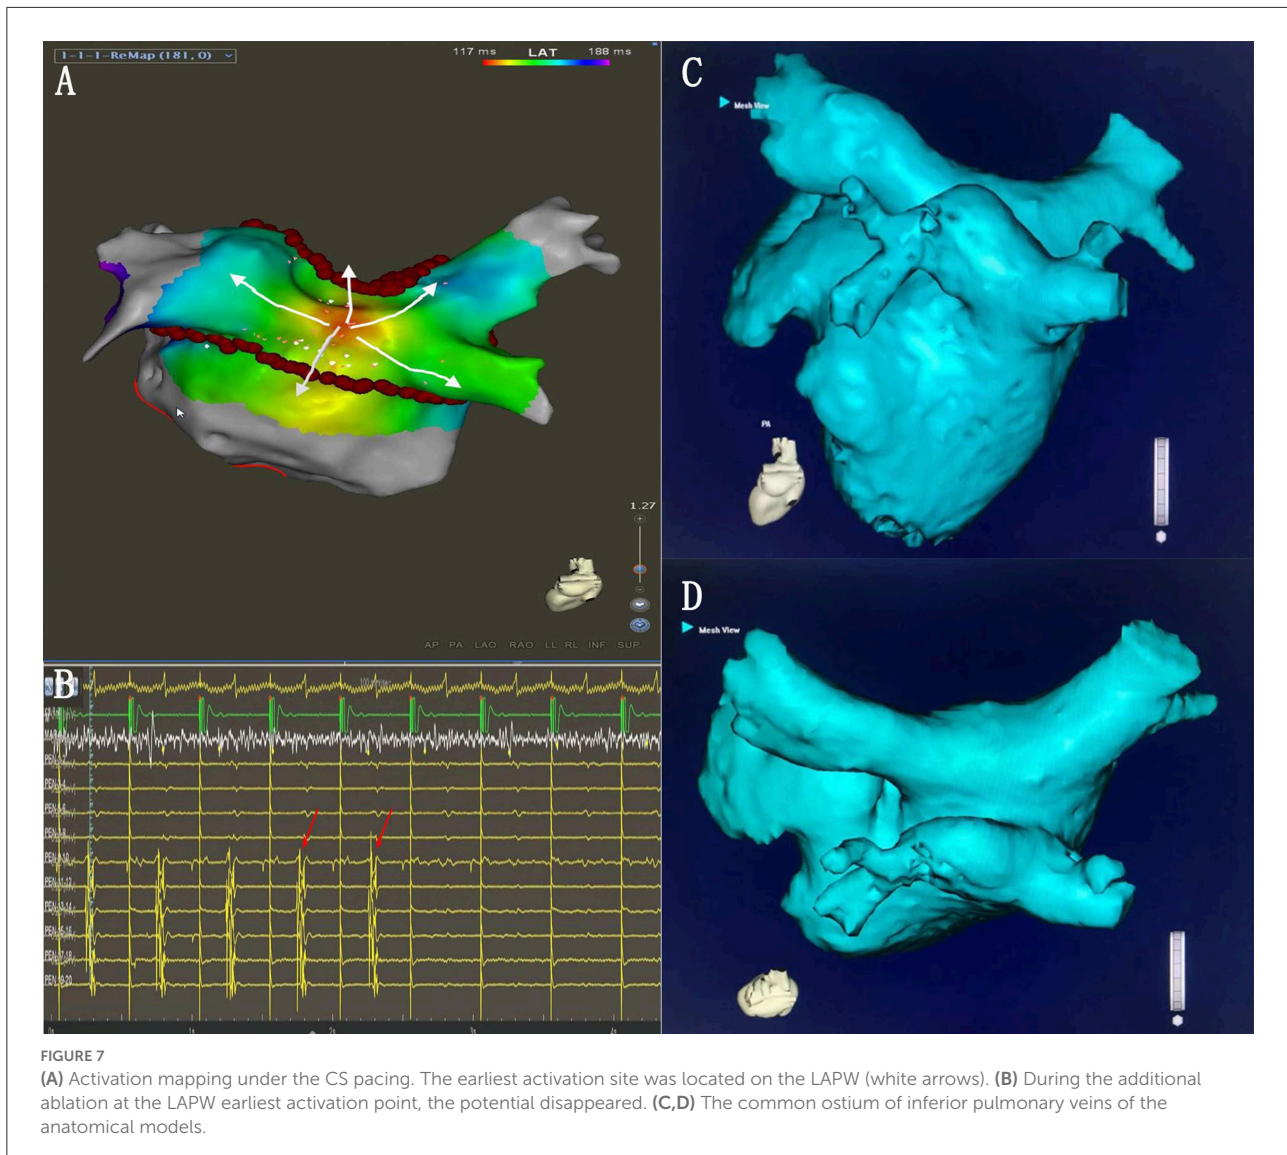 1-1-1-ReMap (181, 0)
117 ms LAT 188 ms
A
1.27
AP PA LAO RAO LL RL INF SUP
B
C
Mesh View
PA
D
Mesh View
FIGURE 7
(A) Activation mapping under the CS pacing. The earliest activation site was located on the LAPW (white arrows). (B) During the additional
ablation at the LAPW earliest activation point, the potential disappeared. (C,D) The common ostium of inferior pulmonary veins of the
anatomical models.